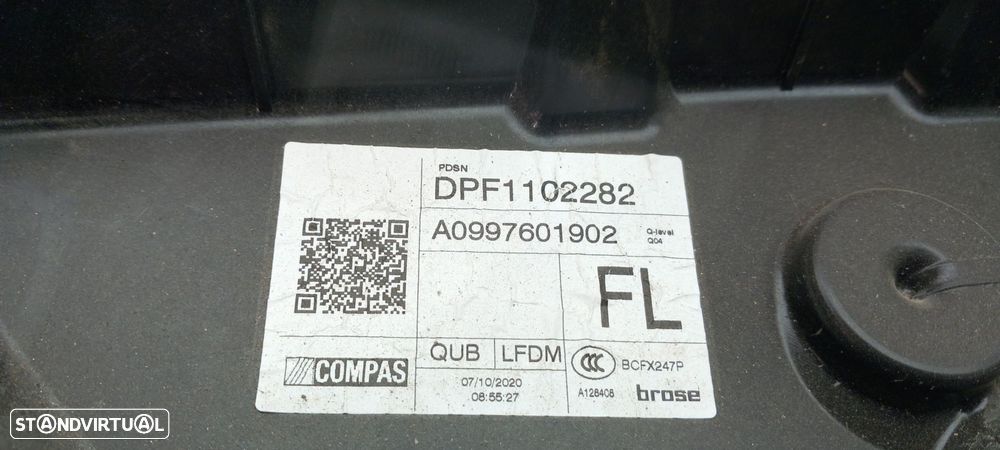 PDSN
DPF1102282
A0997601902
Q-level
Q04
FL
QUB LFDM
CCC
BCFX247P
COMPAS
07/10/2020
08:55:27
A128408
brose
STANDVIRTUAL